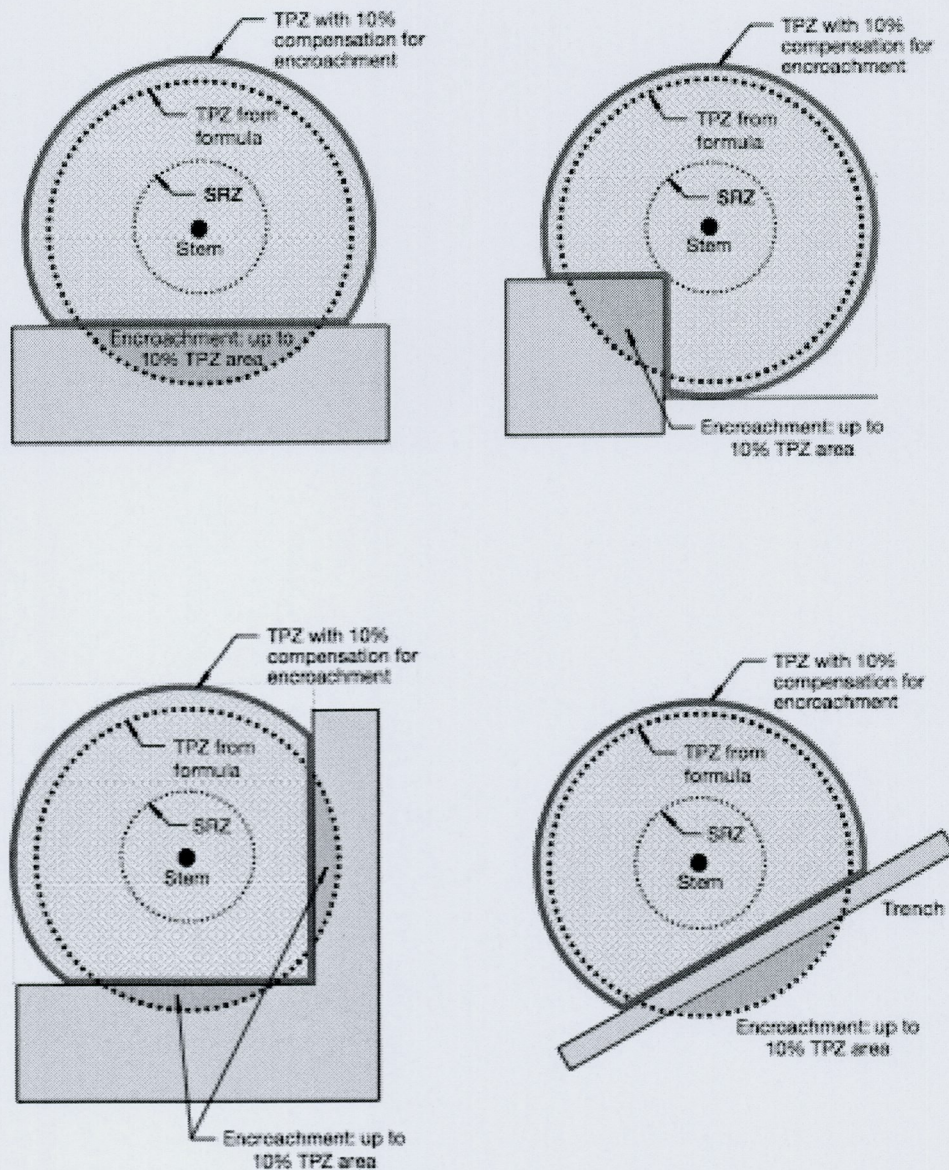 TPZ with 10%
compensation for
encroachment
TPZ from
formula
SRZ
Stem
Encroachment: up to
10% TPZ area
TPZ with 10%
compensation for
encroachment
TPZ from
formula
SRZ
Stem
Encroachment: up to
10% TPZ area
TPZ with 10%
compensation for
encroachment
TPZ from
formula
SRZ
Stem
Encroachment: up to
10% TPZ area
TPZ with 10%
compensation for
encroachment
TPZ from
formula
SRZ
Stem
Trench
Encroachment: up to
10% TPZ area